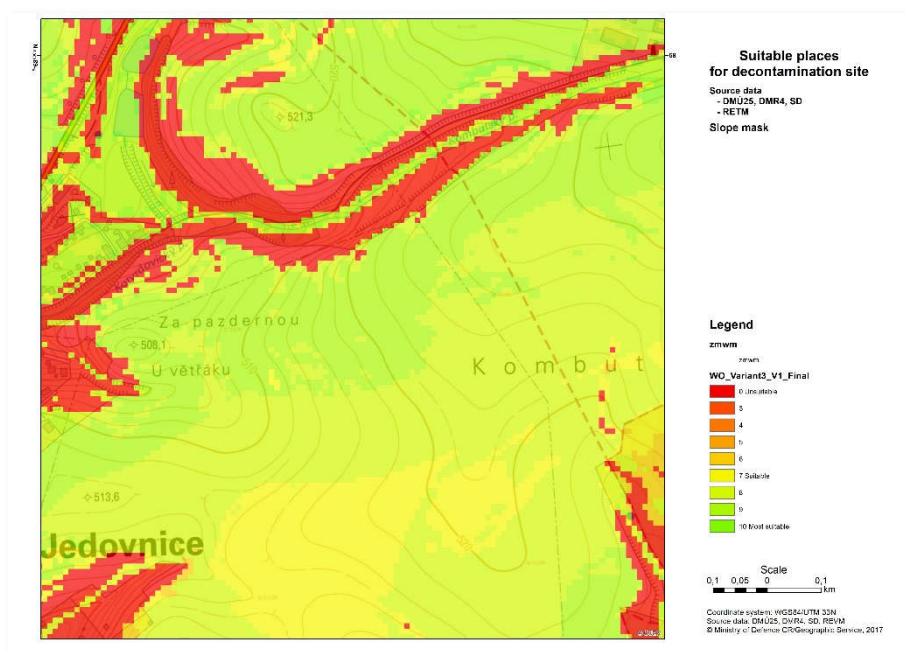 Suitable places
for decontamination site
Source data
- DMÚ25, DMR4, SD
- RETM
Slope mask
521,3
Za pazdernou
508,1
U větřáku
Kombut
513,6
Jedovnice
Legend
zmwm
zmwm
WO_Variant3_V1_Final
0 Unsuitable
3
4
5
6
7 Suitable
8
9
10 Most suitable
Scale
0,1 0,05 0 0,1
km
Coordinate system: WGS84/UTM 33N
Source data: DMÚ25, DMR4, SD, REVM
© Ministry of Defence CR/Geographic Service, 2017